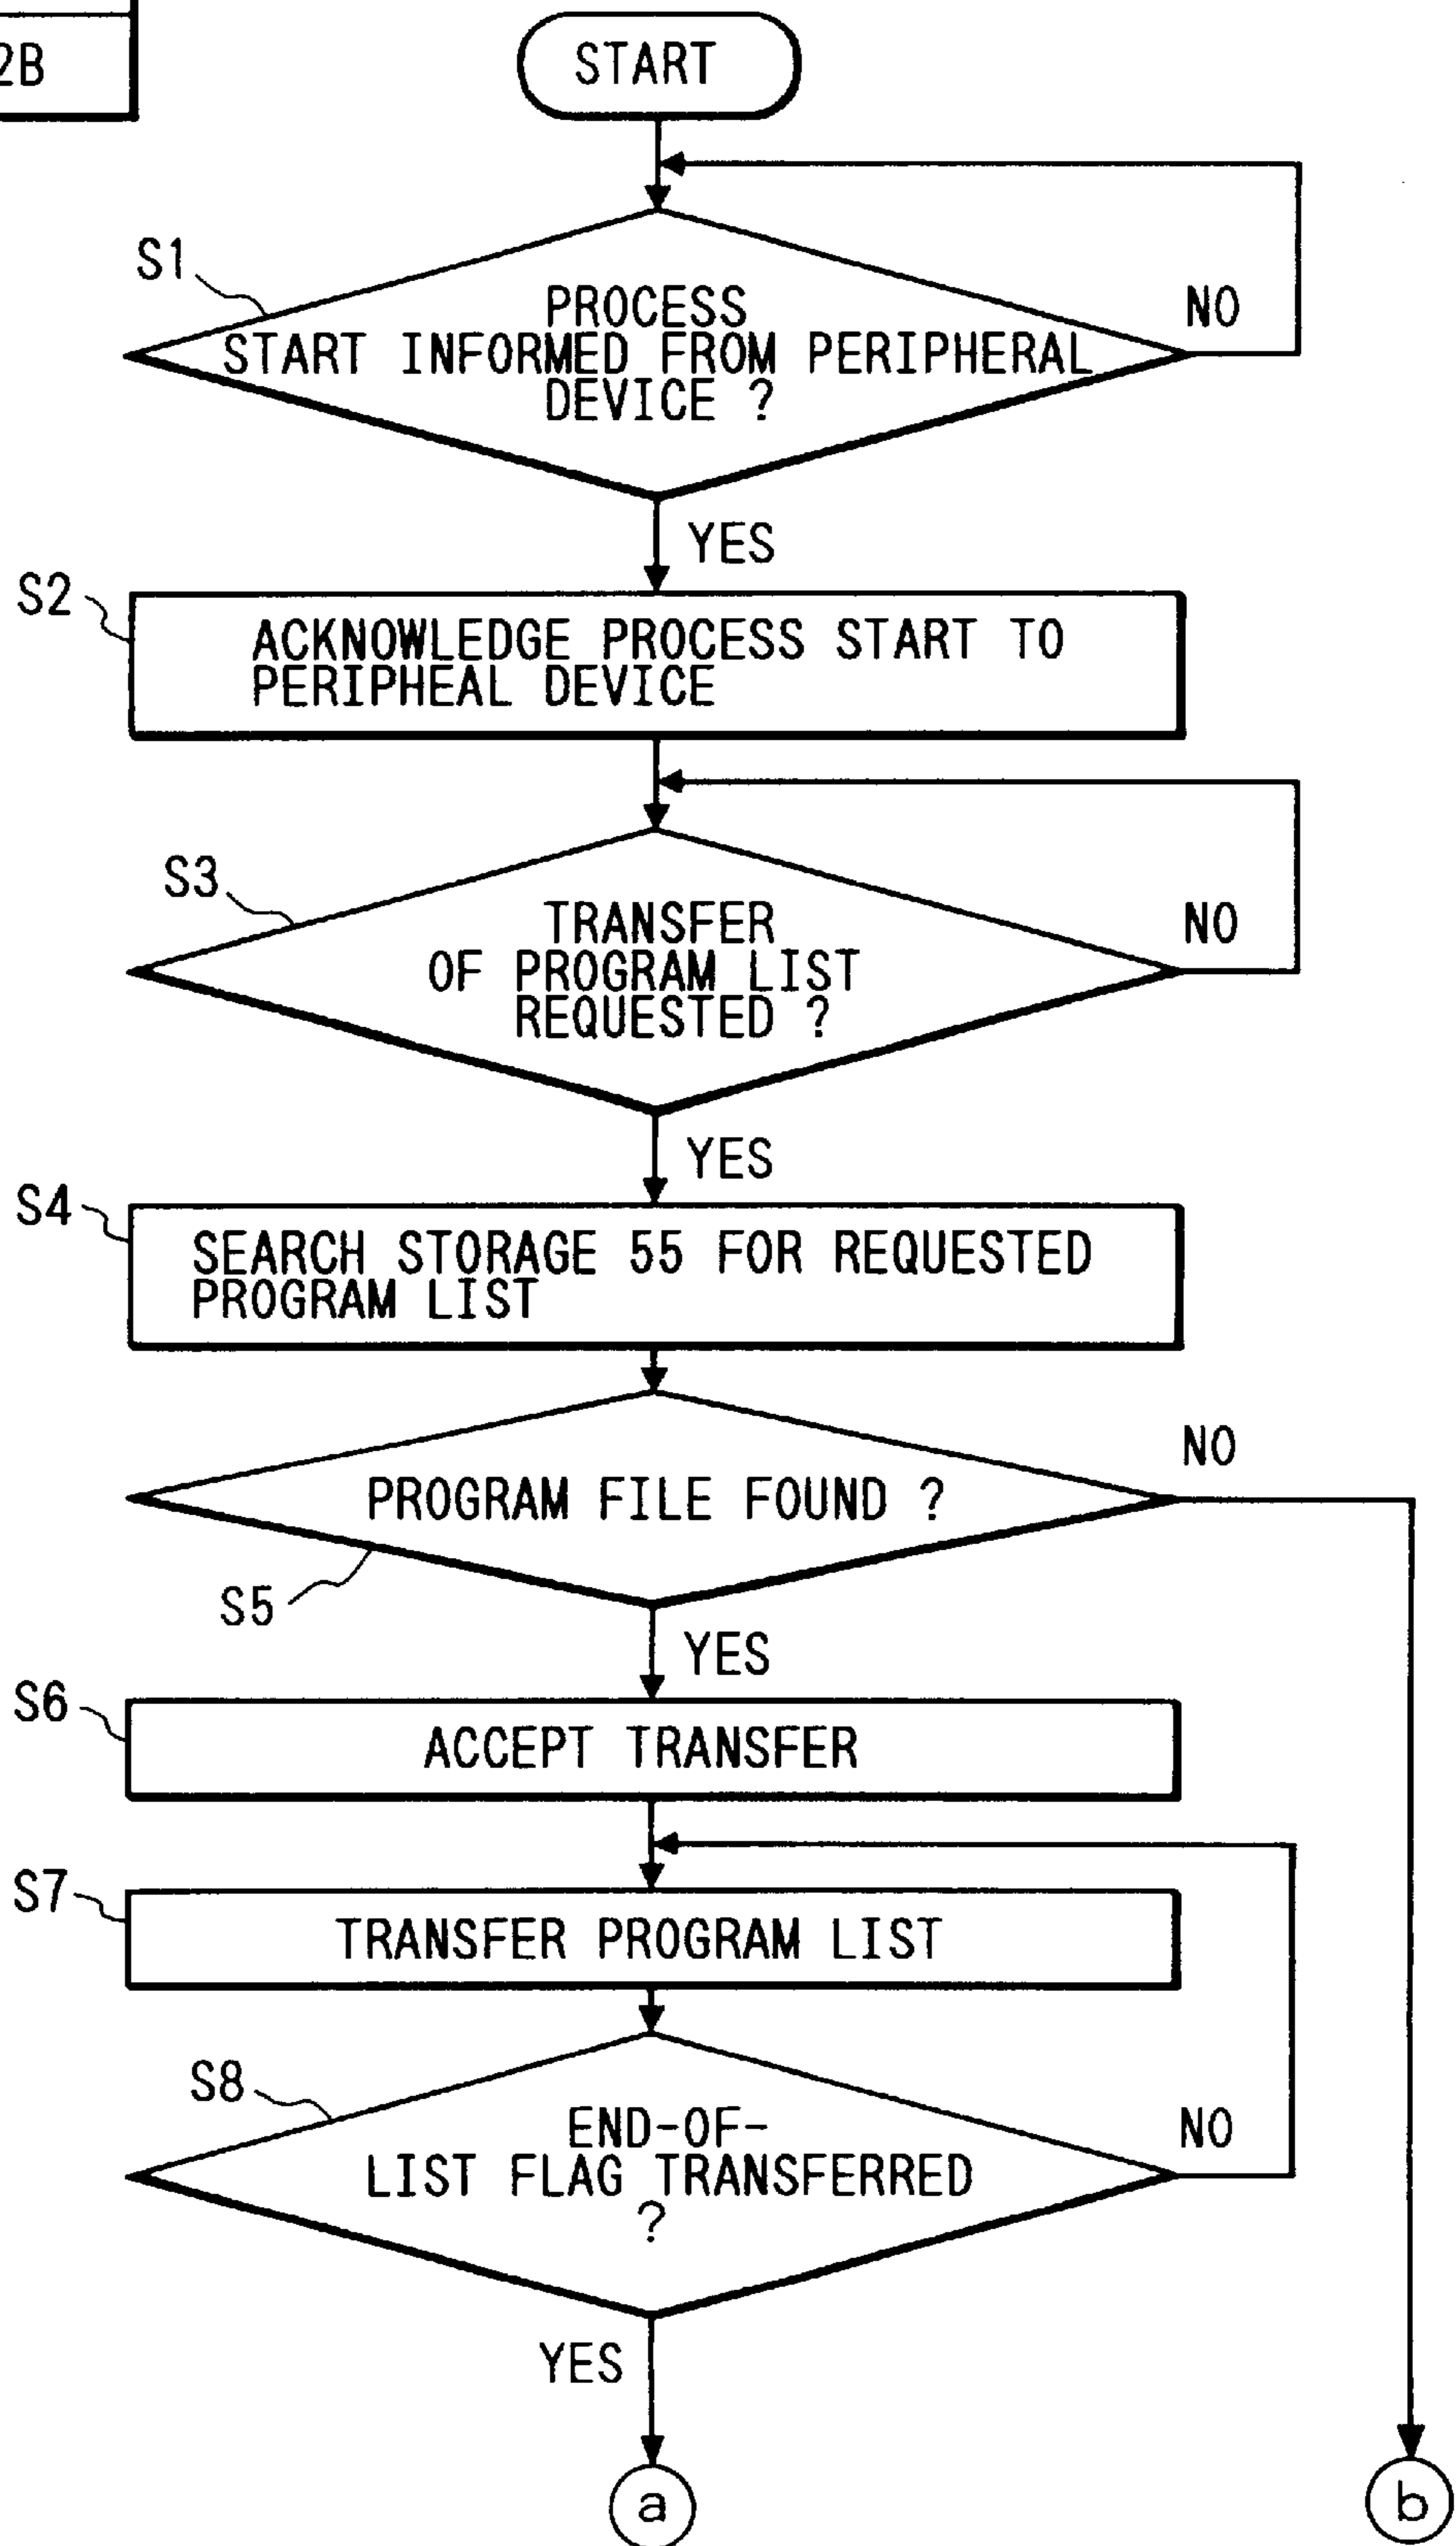 2B
START
S1
PROCESS
START INFORMED FROM PERIPHERAL
DEVICE ?
NO
YES
S2
ACKNOWLEDGE PROCESS START TO
PERIPHEAL DEVICE
S3
TRANSFER
OF PROGRAM LIST
REQUESTED ?
NO
YES
S4
SEARCH STORAGE 55 FOR REQUESTED
PROGRAM LIST
PROGRAM FILE FOUND ?
NO
S5
YES
S6
ACCEPT TRANSFER
S7
TRANSFER PROGRAM LIST
S8
END-OF-
LIST FLAG TRANSFERRED
?
NO
YES
a
b